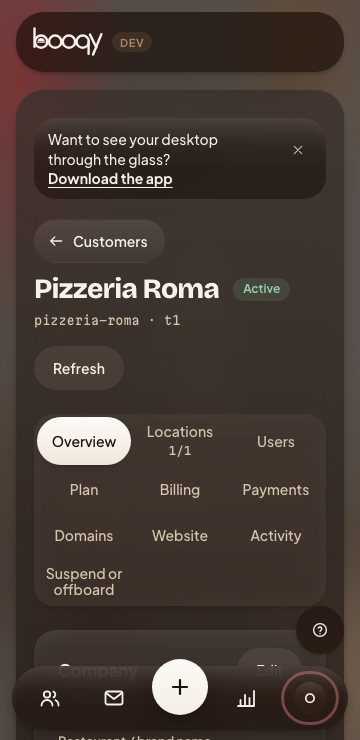 booqy DEV
Want to see your desktop
through the glass?
Download the app
Customers
Pizzeria Roma Active
pizzeria-roma · t1
Refresh
Overview
Locations
1/1
Users
Plan
Billing
Payments
Domains
Website
Activity
Suspend or
offboard
Company Edit